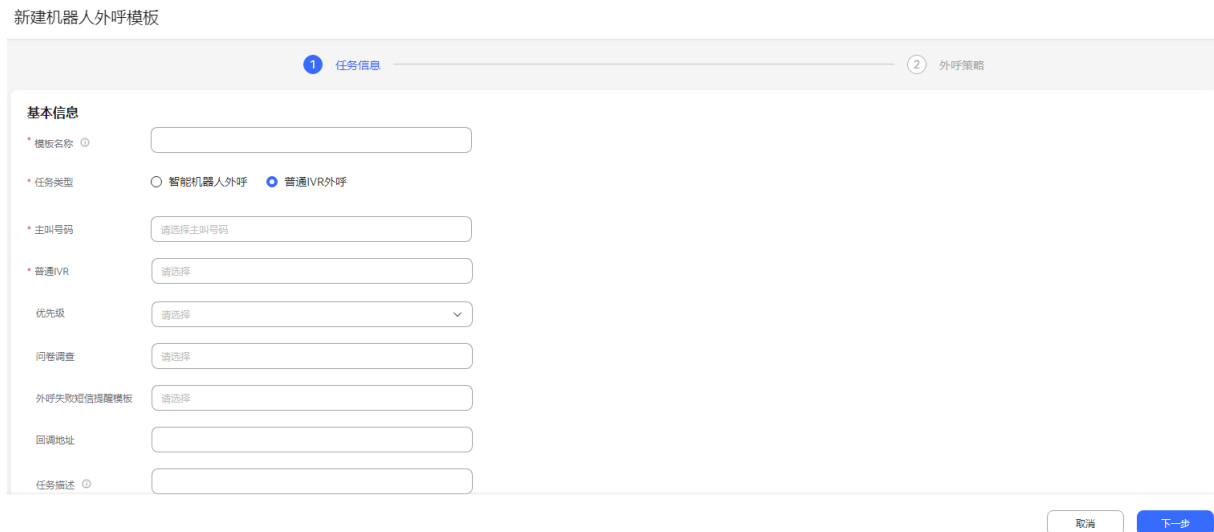 新建机器人外呼模板
1 任务信息 2 外呼策略
基本信息
* 模板名称
* 任务类型 智能机器人外呼 普通IVR外呼
* 主叫号码 请选择主叫号码
* 普通IVR 请选择
优先级 请选择
问卷调查 请选择
外呼失败短信提醒模板 请选择
回调地址
任务描述
取消 下一步